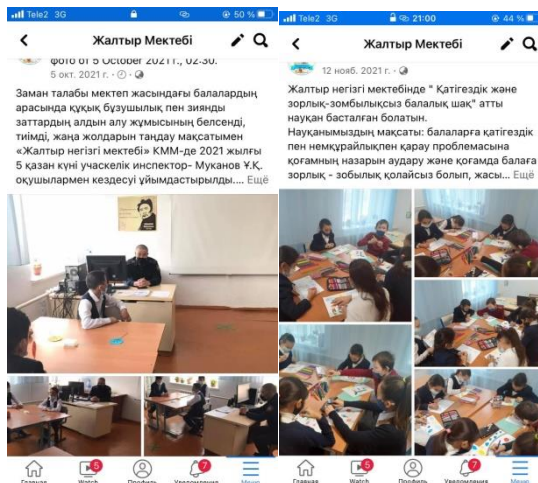 Tele2 3G
50 %
Жалтыр Мектебі
фото от 5 October 2021 г., 02:30.
5 окт. 2021 г.
Заман талабы мектеп жасындағы балалардың
арасында құқық бұзушылық пен зиянды
заттардың алдын алу жұмысының белсенді,
тиімді, жаңа жолдарын таңдау мақсатымен
«Жалтыр негізгі мектебі» КММ-де 2021 жылғы
5 қазан күні учаскелік инспектор- Муканов Ұ.Қ.
оқушылармен кездесуі ұйымдастырылды.... Ещё
5
7
Главная Watch Профиль Уведомления Меню
Tele2 3G 21:00 44 %
Жалтыр Мектебі
12 нояб. 2021 г.
Жалтыр негізгі мектебінде " Қатігездік және
зорлық-зомбылықсыз балалық шақ" атты
науқан басталған болатын.
Науқанымыздың мақсаты: балаларға қатігездік
пен немқұрайлықпен қарау проблемасына
қоғамның назарын аудару және қоғамда балаға
зорлық - зобылық қолайсыз болып, жасы... Ещё
5
7
Главная Watch Профиль Уведомления Меню